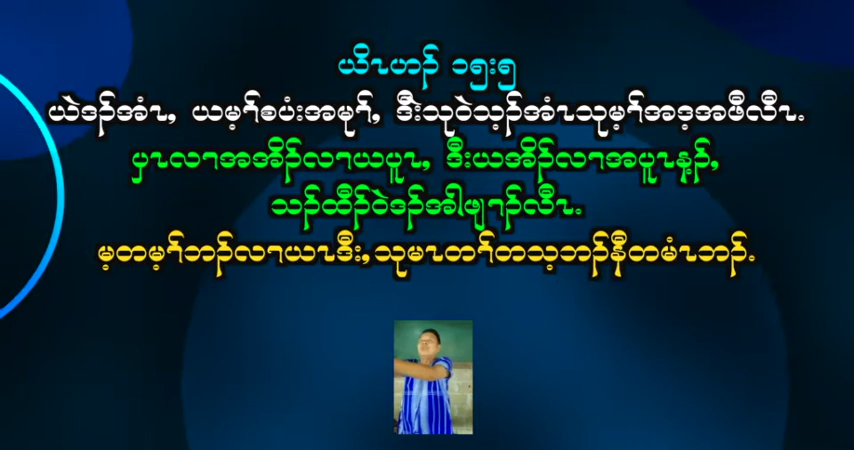 ယိၤဟၣ် ၁၅း၅
ယဲဒၣ်အံၤ, ယမ့ၢ်စပံးအမုၢ်, ဒီးသုဝဲသ့ၣ်အံၤသုမ့ၢ်အဒ့အဖီလီၤ.
ပှၤလၢအအိၣ်လၢယပူၤ, ဒီးယအိၣ်လၢအပူၤန့ၣ်,
သၣ်ထီၣ်ဝဲဒၣ်အါဖျၢၣ်လီၤ.
မ့တမ့ၢ်ဘၣ်လၢယၤဒီး, သုမၤတၢ်တသ့ဘၣ်နီတမံၤဘၣ်.